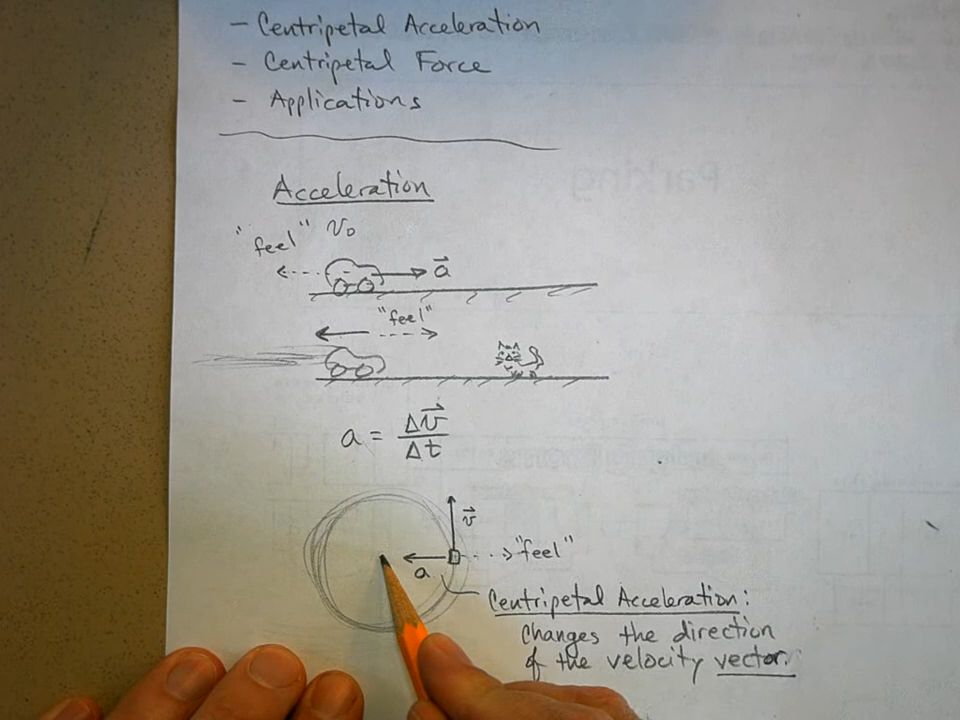 - Centripetal Acceleration
- Centripetal Force
- Applications
Acceleration
"feel" v₀
a⃗
"feel"
a = Δv⃗/Δt
v⃗
"feel"
a
Centripetal Acceleration:
Changes the direction
of the velocity vector.
Parking